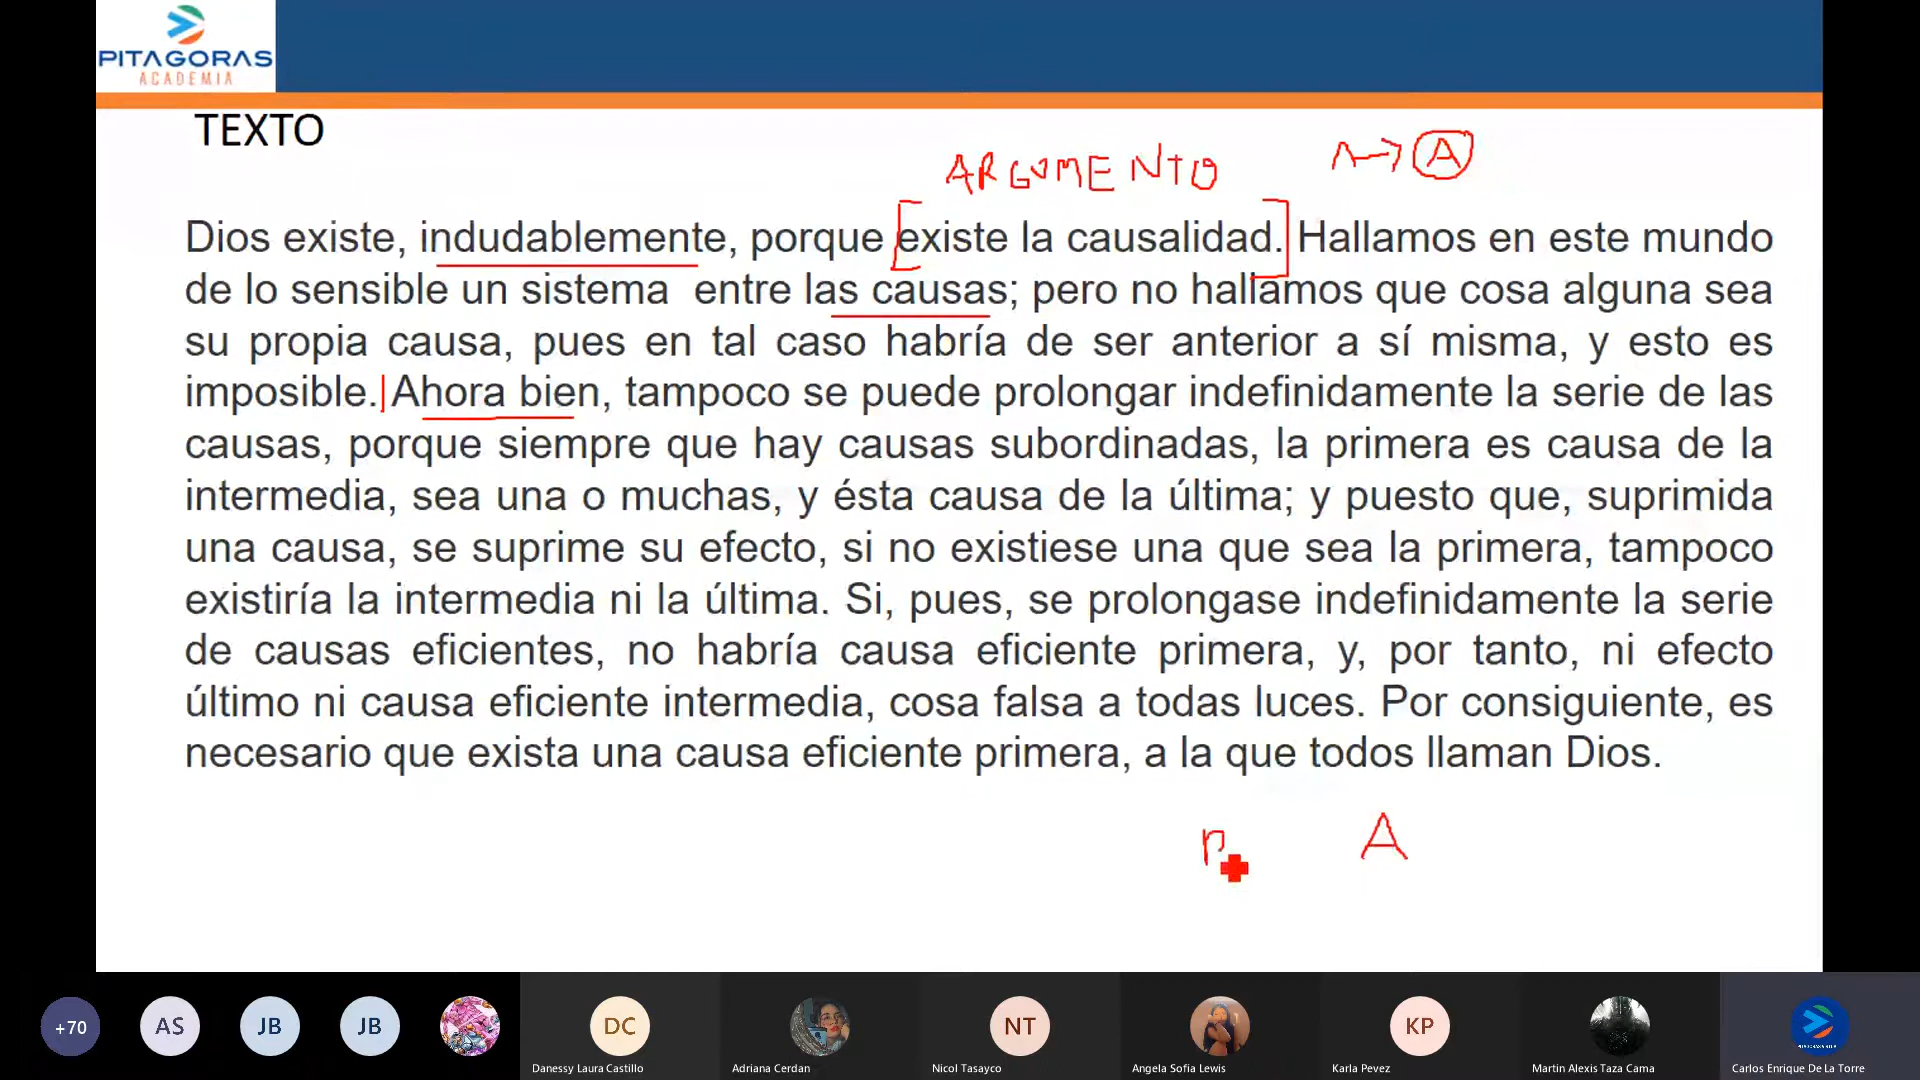 PITAGORAS
ACADEMIA
TEXTO
ARGUMENTO
A
Dios existe, indudablemente, porque existe la causalidad. Hallamos en este mundo
de lo sensible un sistema entre las causas; pero no hallamos que cosa alguna sea
su propia causa, pues en tal caso habría de ser anterior a sí misma, y esto es
imposible. Ahora bien, tampoco se puede prolongar indefinidamente la serie de las
causas, porque siempre que hay causas subordinadas, la primera es causa de la
intermedia, sea una o muchas, y ésta causa de la última; y puesto que, suprimida
una causa, se suprime su efecto, si no existiese una que sea la primera, tampoco
existiría la intermedia ni la última. Si, pues, se prolongase indefinidamente la serie
de causas eficientes, no habría causa eficiente primera, y, por tanto, ni efecto
último ni causa eficiente intermedia, cosa falsa a todas luces. Por consiguiente, es
necesario que exista una causa eficiente primera, a la que todos llaman Dios.
A
+70
AS
JB
JB
DC
NT
KP
Danessy Laura Castillo
Adriana Cerdan
Nicol Tasayco
Angela Sofia Lewis
Karla Pevez
Martin Alexis Taza Cama
Carlos Enrique De La Torre